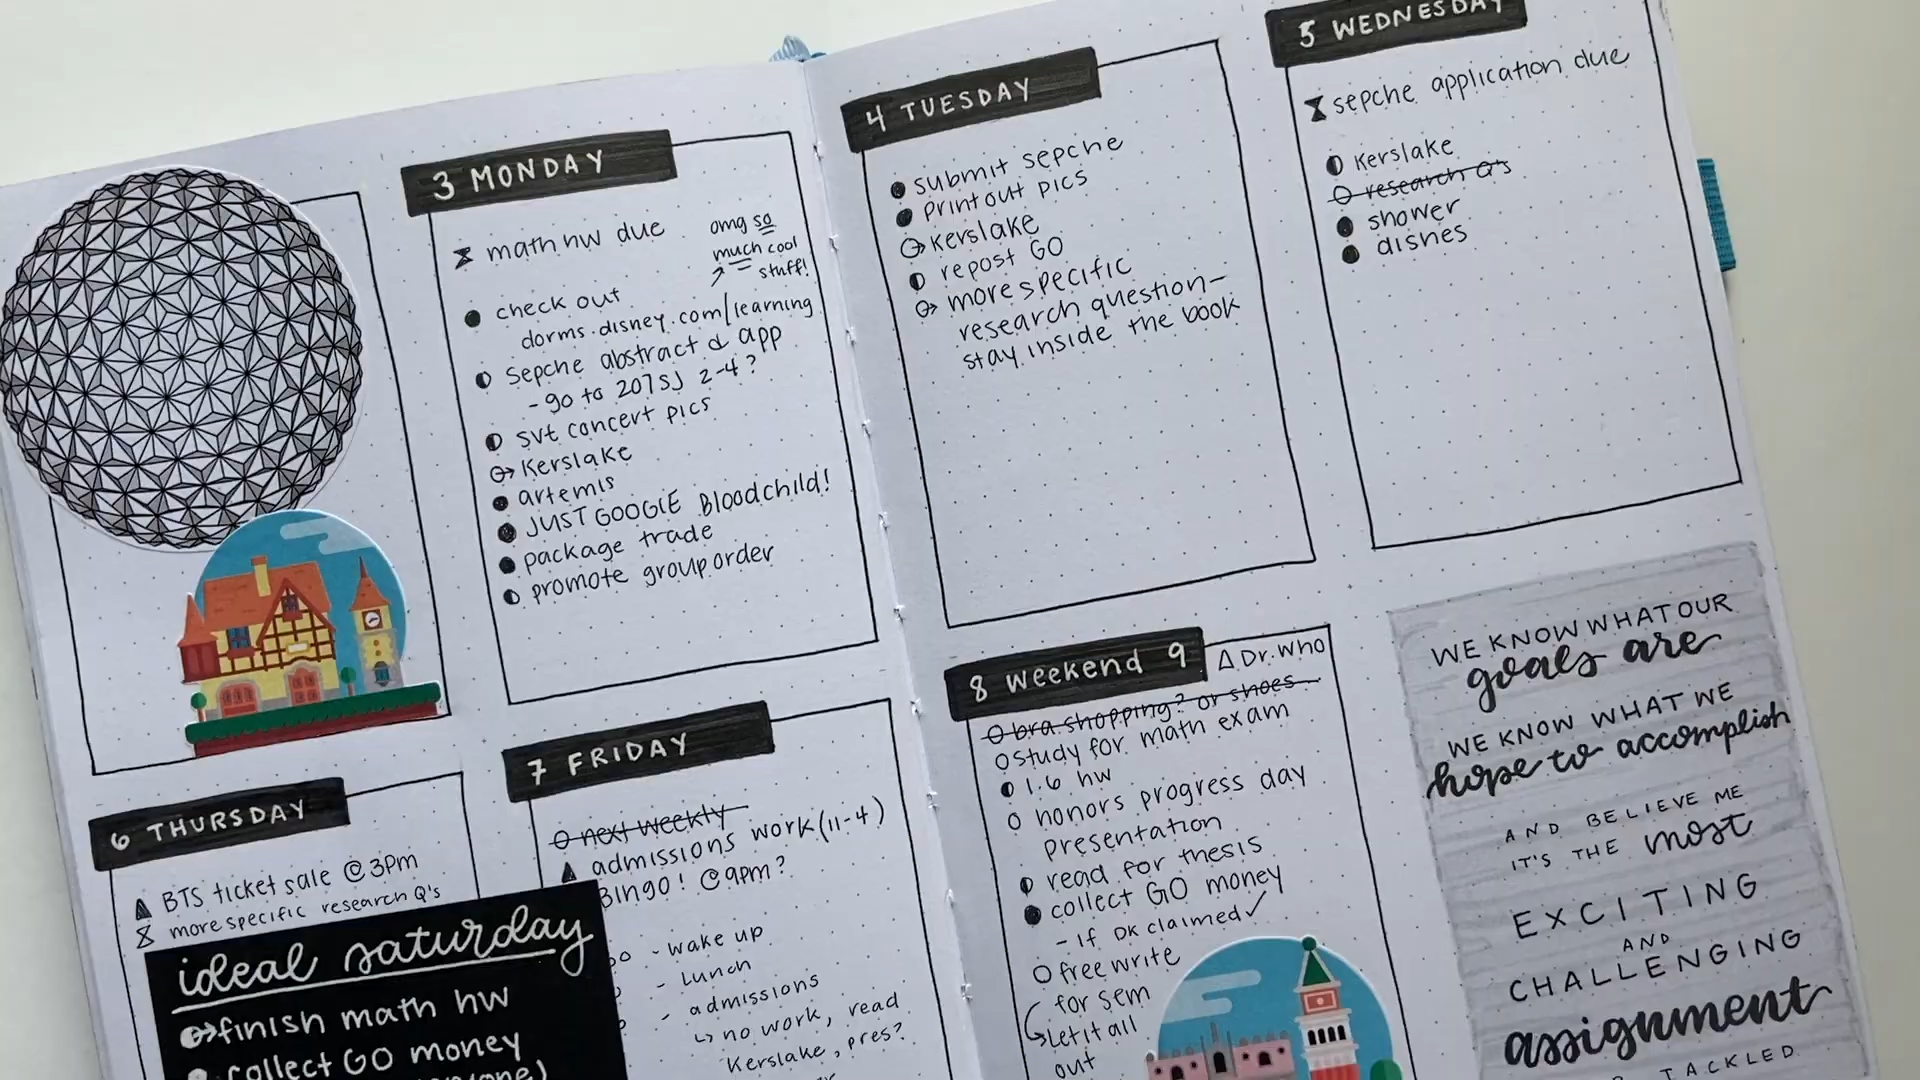 3 MONDAY
math hw due
omg so
much cool
stuff!
check out
dorms.disney.com/learning
sepche abstract & app
- go to 207 SJ 2-4?
svt concert pics
Kerslake
artemis
JUST GOOGLE Bloodchild!
package trade
promote group order
4 TUESDAY
submit sepche
print out pics
Kerslake
repost GO
more specific
research question-
stay inside the book
5 WEDNESDAY
sepche application due
Kerslake
research Q's
shower
dishes
6 THURSDAY
BTS ticket sale @ 3pm
more specific research Q's
ideal saturday
finish math hw
collect GO money
7 FRIDAY
next weekly
admissions work (11-4)
BINGO! @ 9pm?
- wake up
- Lunch
- admissions
↳ no work, read
Kerslake, pres?
8 weekend 9
Δ Dr. Who
bra shopping? or shoes
study for math exam
1.6 hw
honors progress day
presentation
read for thesis
collect GO money
- If DK claimed ✓
free write
for sem
↳ let it all
out
WE KNOW WHAT OUR
goals are
WE KNOW WHAT WE
hope to accomplish
AND BELIEVE ME
IT'S THE most
EXCITING
AND
CHALLENGING
assignment
TACKLED